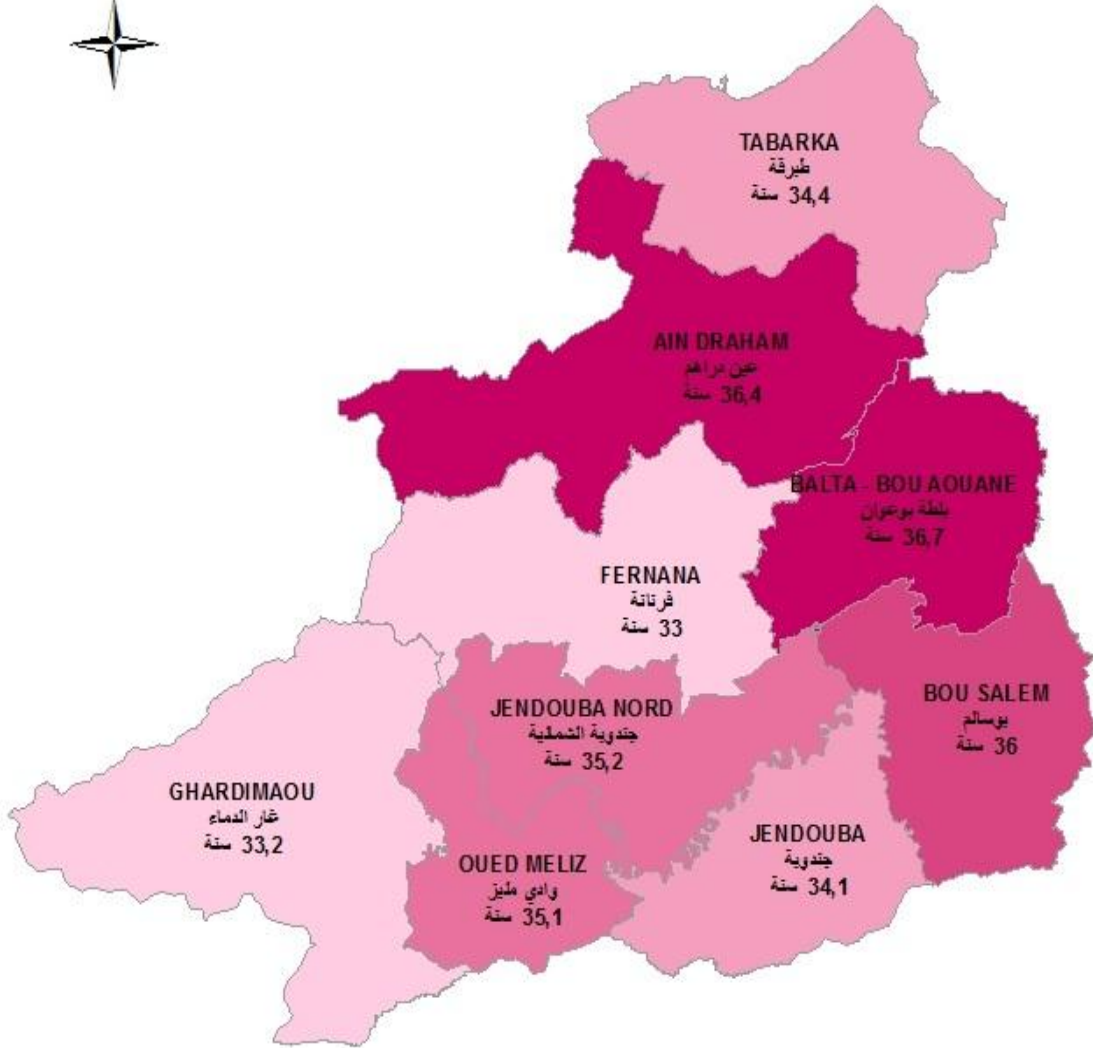 TABARKA
طبرقة
34,4 سنة
AIN DRAHAM
عين دراهم
36,4 سنة
BALTA - BOU AOUANE
بلطة بوعوان
36,7 سنة
FERNANA
فرنانة
33 سنة
BOU SALEM
بوسالم
36 سنة
JENDOUBA NORD
جندوبة الشمالية
35,2 سنة
GHARDIMAOU
غار الدماء
33,2 سنة
JENDOUBA
جندوبة
34,1 سنة
OUED MELIZ
وادي مليز
35,1 سنة